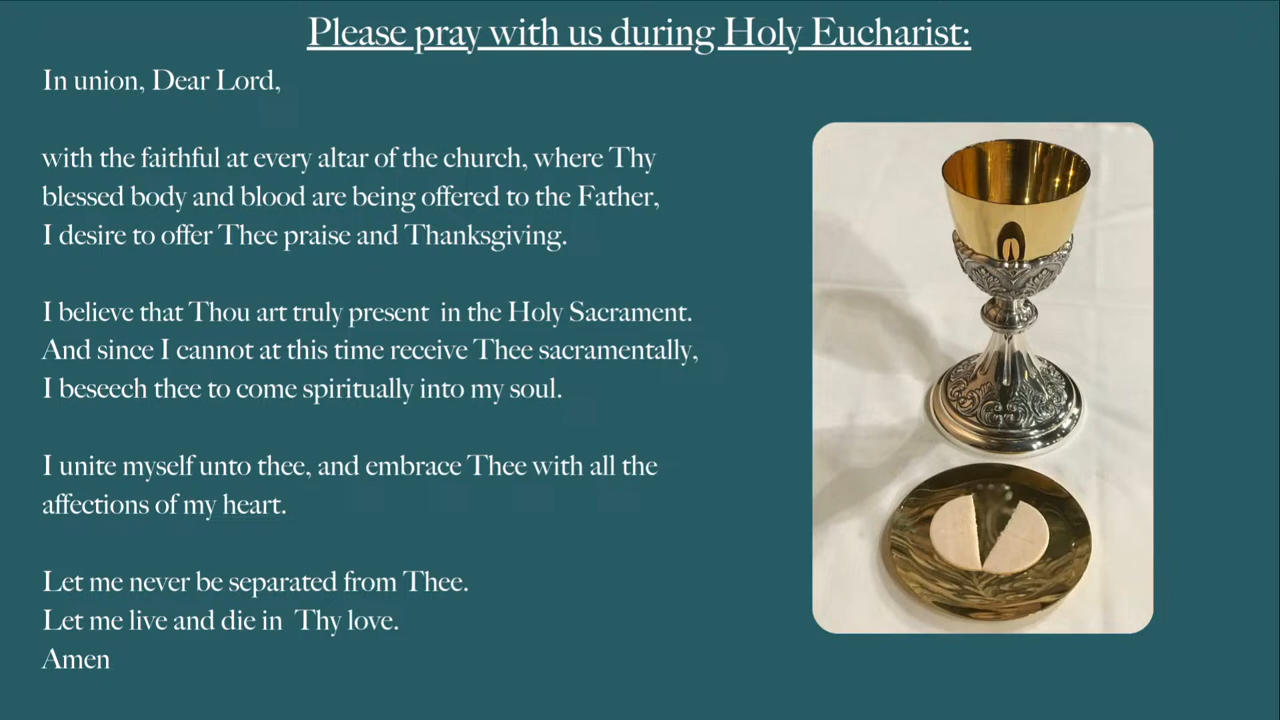 Please pray with us during Holy Eucharist:
In union, Dear Lord,
with the faithful at every altar of the church, where Thy
blessed body and blood are being offered to the Father,
I desire to offer Thee praise and Thanksgiving.
I believe that Thou art truly present  in the Holy Sacrament.
And since I cannot at this time receive Thee sacramentally,
I beseech thee to come spiritually into my soul.
I unite myself unto thee, and embrace Thee with all the
affections of my heart.
Let me never be separated from Thee.
Let me live and die in  Thy love.
Amen